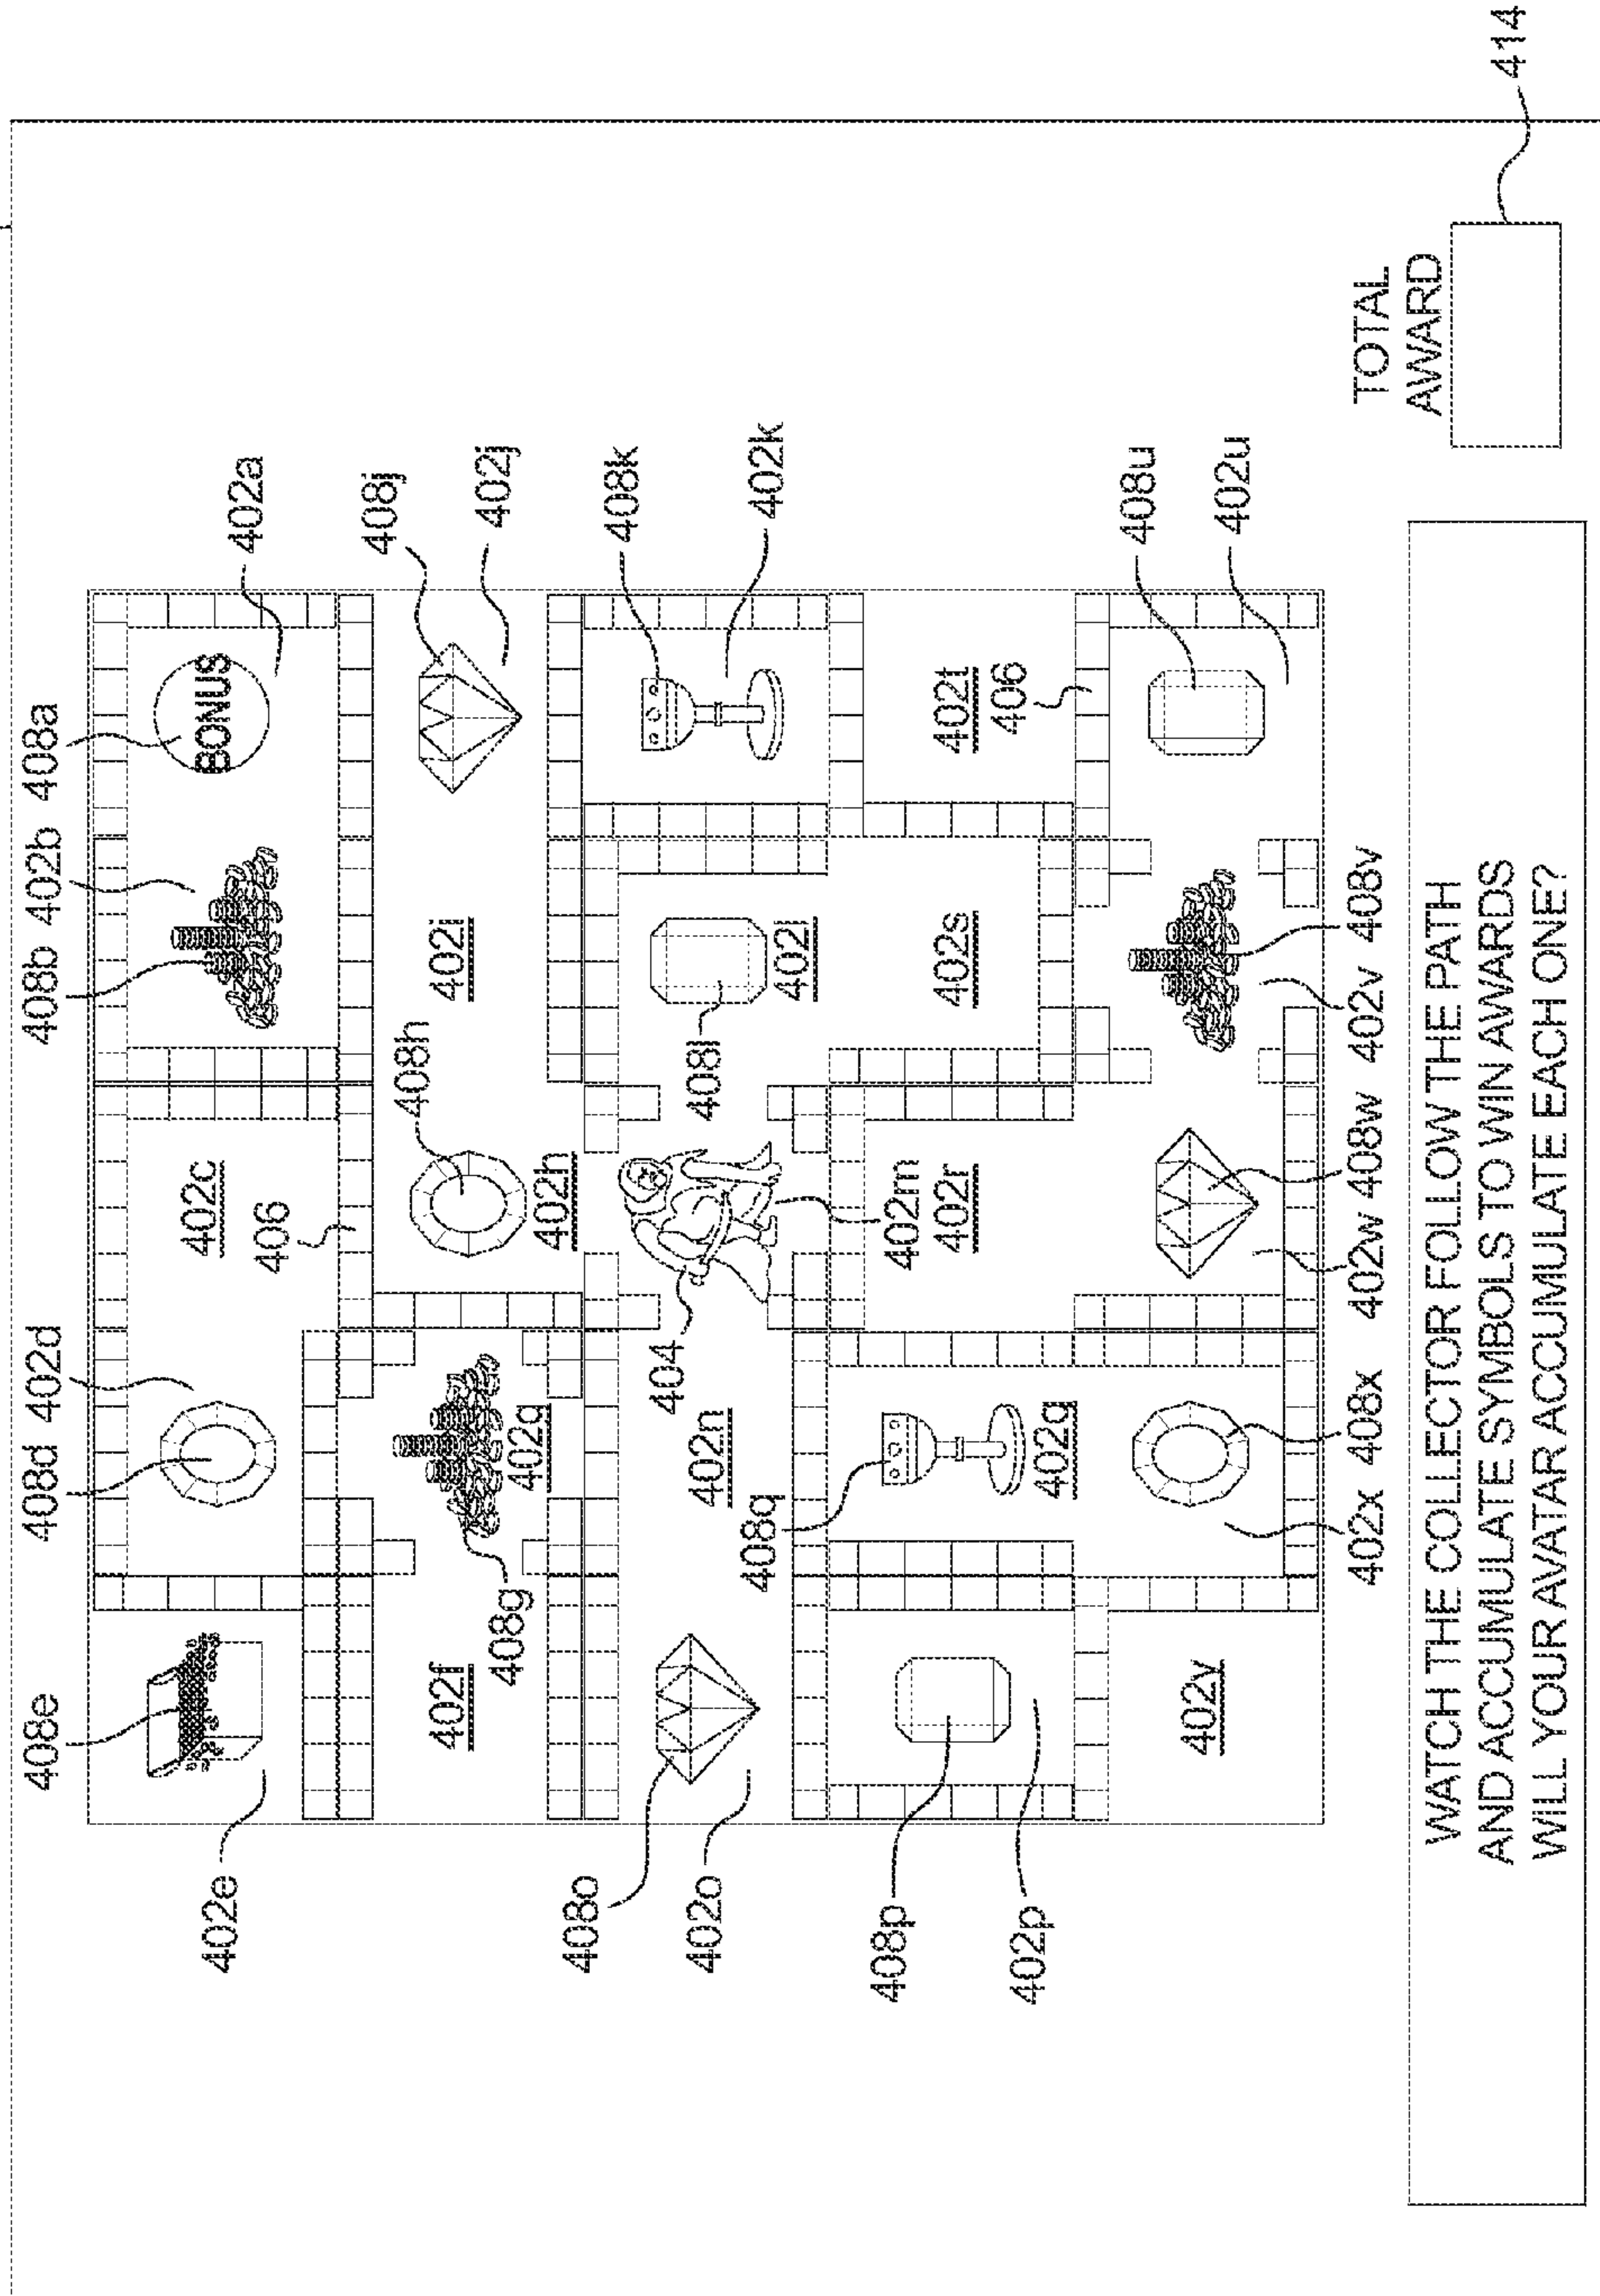 408e
408d 402d
408b 402b 408a
402e
402c
BONUS
402a
406
408j
408h
402f
402i
402j
408g
402g
402h
408o
408k
404
402o
402n
408l
408q
402k
402l
408p
402m
402r
402s
402t
406
402p
402q
408u
402y
402u
402x 408x
402w 408w
402v 408v
TOTAL
AWARD
414
WATCH THE COLLECTOR FOLLOW THE PATH
AND ACCUMULATE SYMBOLS TO WIN AWARDS
WILL YOUR AVATAR ACCUMULATE EACH ONE?